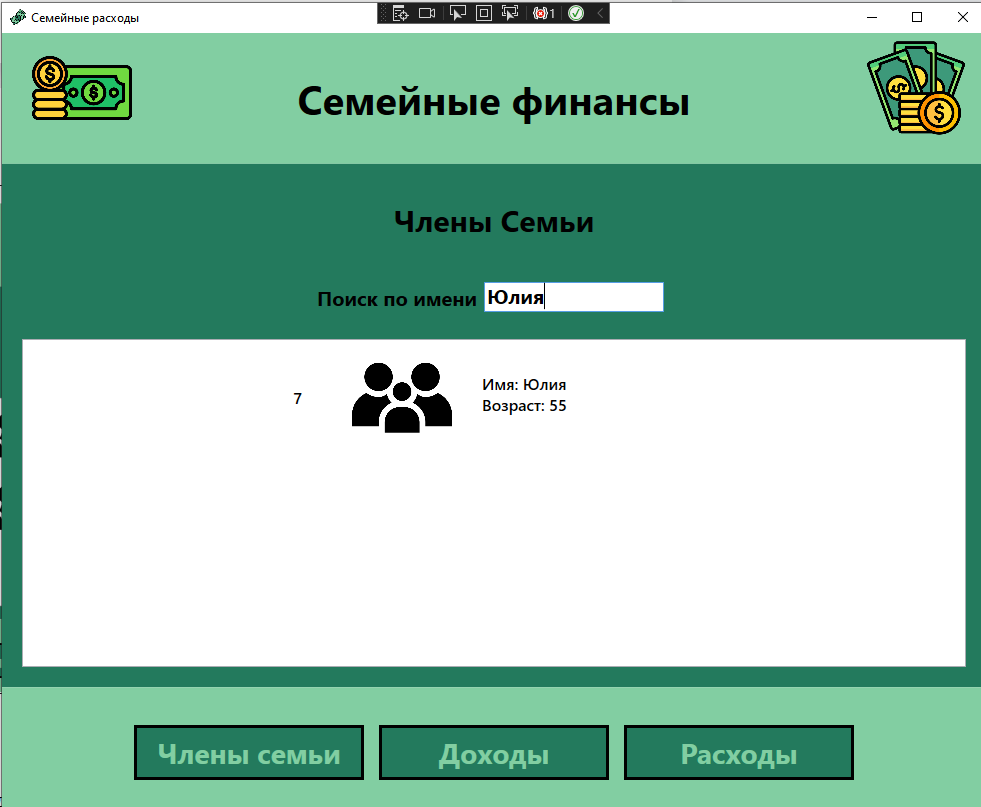 Семейные расходы
1
Семейные финансы
Члены Семьи
Поиск по имени Юлия
7
Имя: Юлия
Возраст: 55
Члены семьи
Доходы
Расходы